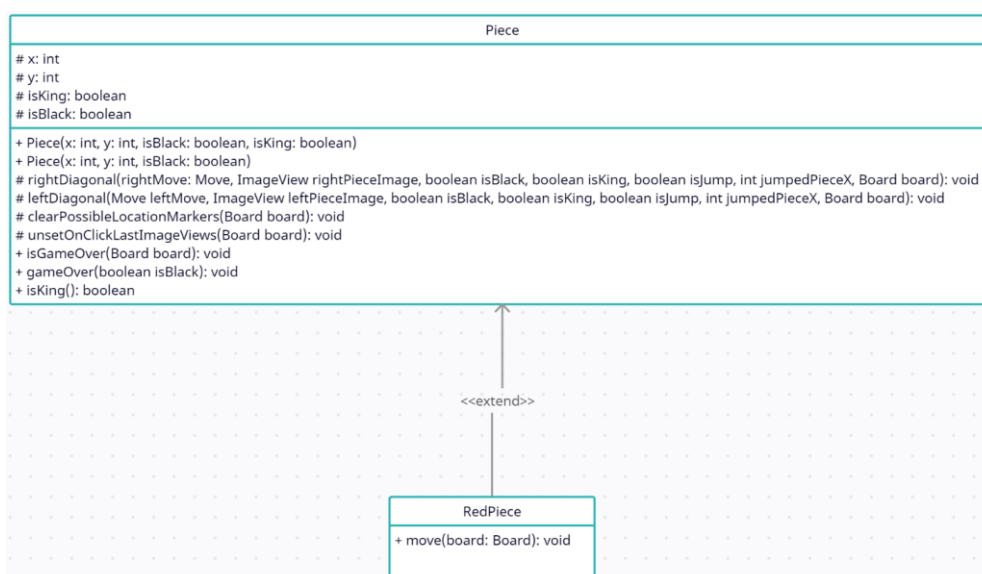 Piece
# x: int
# y: int
# isKing: boolean
# isBlack: boolean
+ Piece(x: int, y: int, isBlack: boolean, isKing: boolean)
+ Piece(x: int, y: int, isBlack: boolean)
# rightDiagonal(rightMove: Move, ImageView rightPieceImage, boolean isBlack, boolean isKing, boolean isJump, int jumpedPieceX, Board board): void
# leftDiagonal(Move leftMove, ImageView leftPieceImage, boolean isBlack, boolean isKing, boolean isJump, int jumpedPieceX, Board board): void
# clearPossibleLocationMarkers(Board board): void
# unsetOnClickLastImageViews(Board board): void
+ isGameOver(Board board): void
+ gameOver(boolean isBlack): void
+ isKing(): boolean
<<extend>>
RedPiece
+ move(board: Board): void